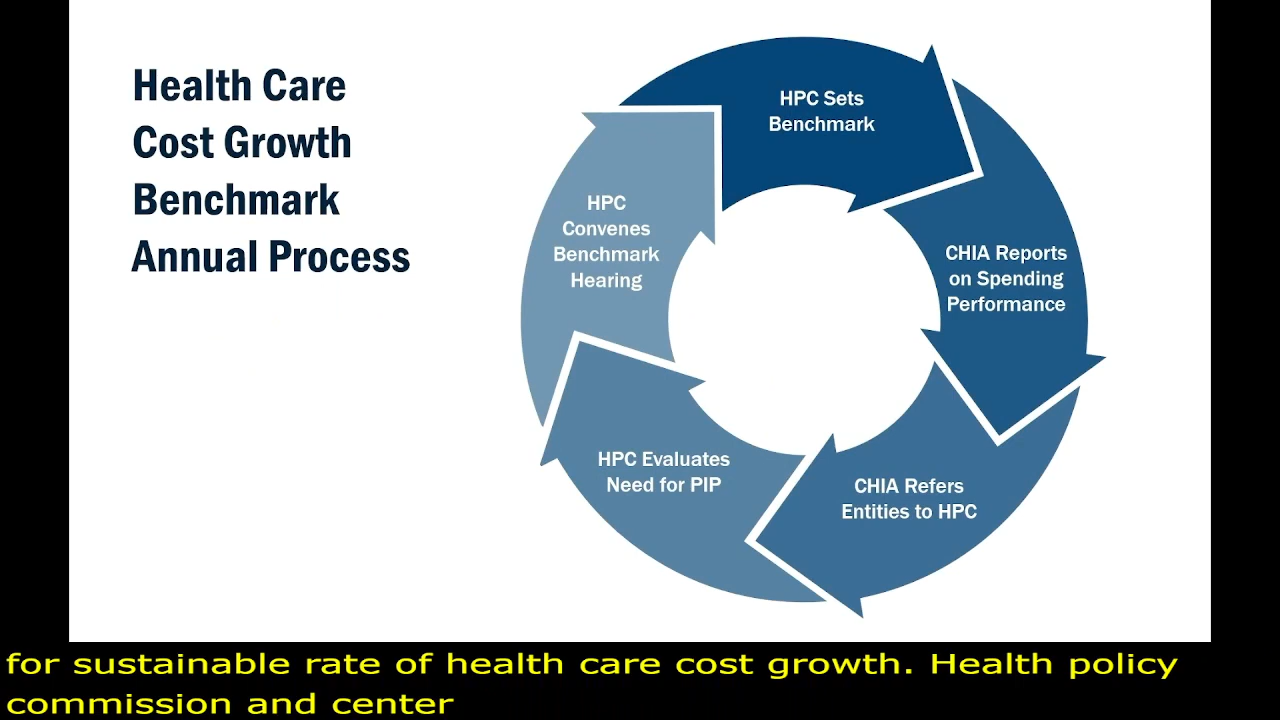 Health Care
Cost Growth
Benchmark
Annual Process
HPC Sets
Benchmark
CHIA Reports
on Spending
Performance
CHIA Refers
Entities to HPC
HPC Evaluates
Need for PIP
HPC
Convenes
Benchmark
Hearing
for sustainable rate of health care cost growth. Health policy
commission and center